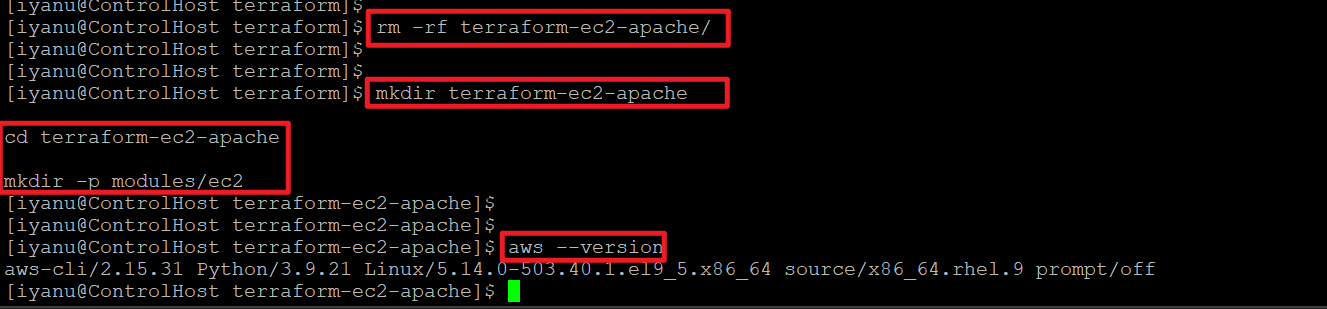 [iyanu@ControlHost terraform]$
[iyanu@ControlHost terraform]$ rm -rf terraform-ec2-apache/
[iyanu@ControlHost terraform]$
[iyanu@ControlHost terraform]$
[iyanu@ControlHost terraform]$ mkdir terraform-ec2-apache
cd terraform-ec2-apache
mkdir -p modules/ec2
[iyanu@ControlHost terraform-ec2-apache]$
[iyanu@ControlHost terraform-ec2-apache]$
[iyanu@ControlHost terraform-ec2-apache]$ aws --version
aws-cli/2.15.31 Python/3.9.21 Linux/5.14.0-503.40.1.el9_5.x86_64 source/x86_64.rhel.9 prompt/off
[iyanu@ControlHost terraform-ec2-apache]$